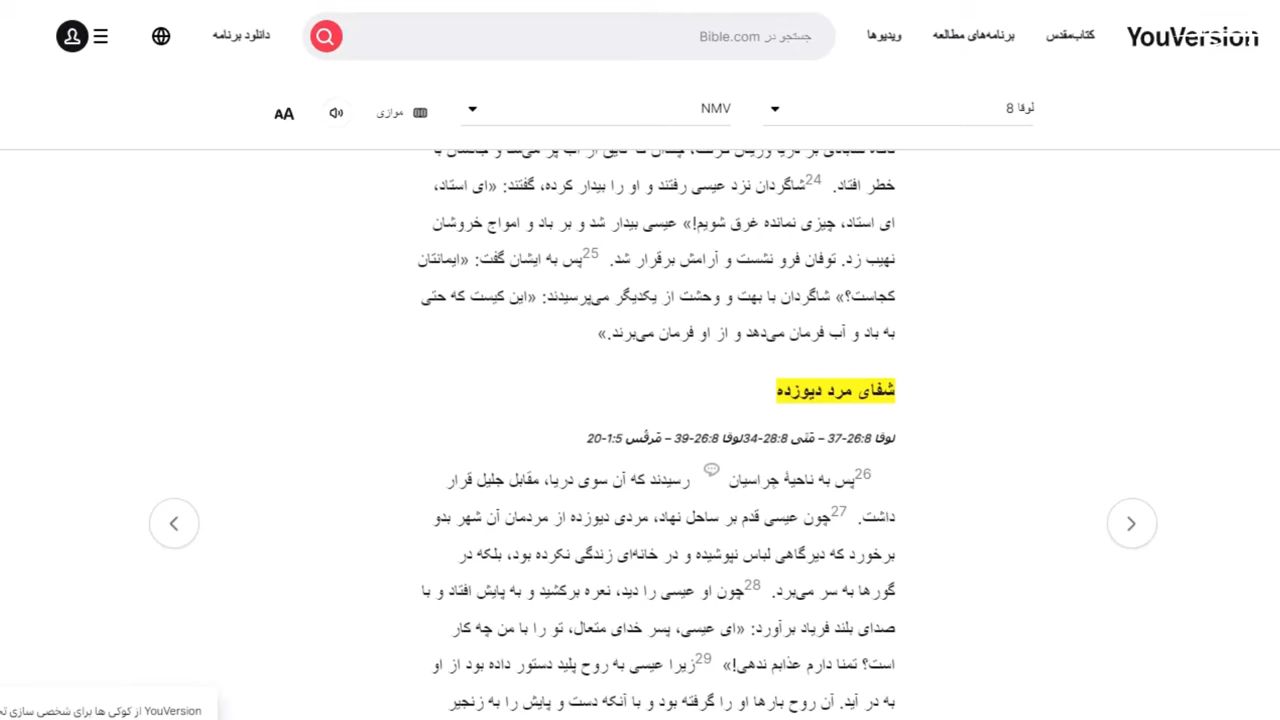 YouVersion
کتاب‌مقدس
برنامه‌های مطالعه
ویدیوها
جستجو در Bible.com
دانلود برنامه
لوقا 8
NMV
موازی
AA
خطر افتاد. 24شاگردان نزد عیسی رفتند و او را بیدار کرده، گفتند: «ای استاد،
ای استاد، چیزی نمانده غرق شویم!» عیسی بیدار شد و بر باد و امواج خروشان
نهیب زد. توفان فرو نشست و آرامش برقرار شد. 25پس به ایشان گفت: «ایمانتان
کجاست؟» شاگردان با بهت و وحشت از یکدیگر می‌پرسیدند: «این کیست که حتی
به باد و آب فرمان می‌دهد و از او فرمان می‌برند.»
شفای مرد دیوزده
لوقا 26:8-37 – مَتّی 28:8-34لوقا 26:8-39 – مَرقُس 1:5-20
26پس به ناحیهٔ جِراسیان رسیدند که آن سوی دریا، مقابل جلیل قرار
داشت. 27چون عیسی قدم بر ساحل نهاد، مردی دیوزده از مردمان آن شهر بدو
برخورد که دیرگاهی لباس نپوشیده و در خانه‌ای زندگی نکرده بود، بلکه در
گورها به سر می‌برد. 28چون او عیسی را دید، نعره برکشید و به پایش افتاد و با
صدای بلند فریاد برآورد: «ای عیسی، پسر خدای متعال، تو را با من چه کار
است؟ تمنا دارم عذابم ندهی!» 29زیرا عیسی به روح پلید دستور داده بود از او
به در آید. آن روح بارها او را گرفته بود و با آنکه دست و پایش را به زنجیر
YouVersion از کوکی ها برای شخصی سازی